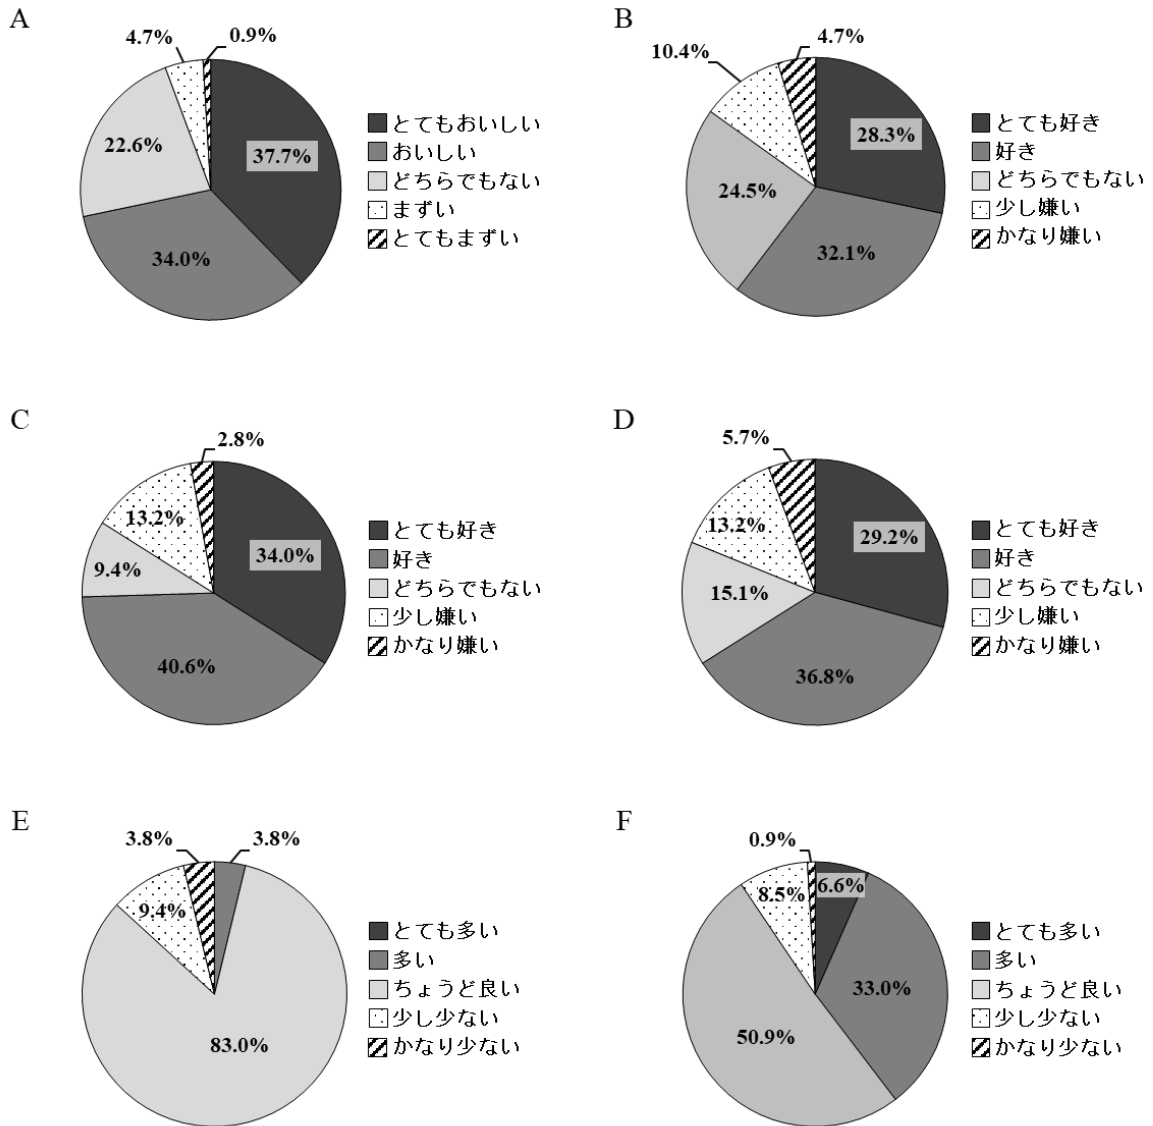 A
4.7%
0.9%
22.6%
37.7%
34.0%
とてもおいしい
おいしい
どちらでもない
まずい
とてもまずい
B
10.4%
4.7%
28.3%
24.5%
32.1%
とても好き
好き
どちらでもない
少し嫌い
かなり嫌い
C
2.8%
13.2%
34.0%
9.4%
40.6%
とても好き
好き
どちらでもない
少し嫌い
かなり嫌い
D
5.7%
13.2%
29.2%
15.1%
36.8%
とても好き
好き
どちらでもない
少し嫌い
かなり嫌い
E
3.8%
3.8%
9.4%
83.0%
とても多い
多い
ちょうど良い
少し少ない
かなり少ない
F
0.9%
6.6%
8.5%
33.0%
50.9%
とても多い
多い
ちょうど良い
少し少ない
かなり少ない